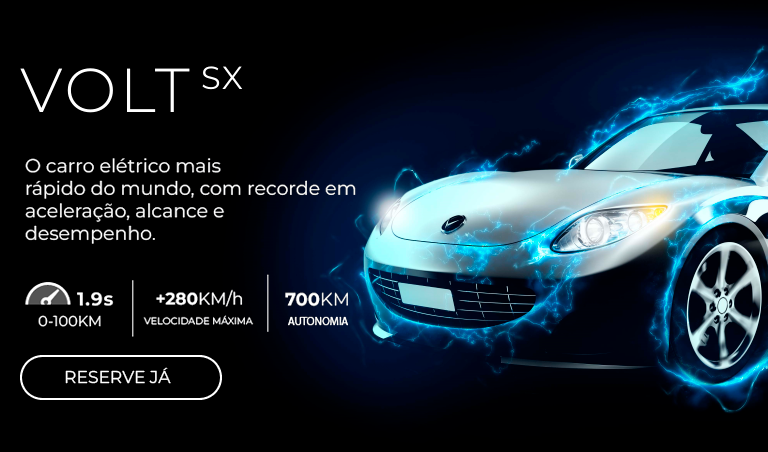 VOLT SX
O carro elétrico mais
rápido do mundo, com recorde em
aceleração, alcance e
desempenho.
1.9s
0-100KM
+280KM/h
VELOCIDADE MÁXIMA
700KM
AUTONOMIA
RESERVE JÁ